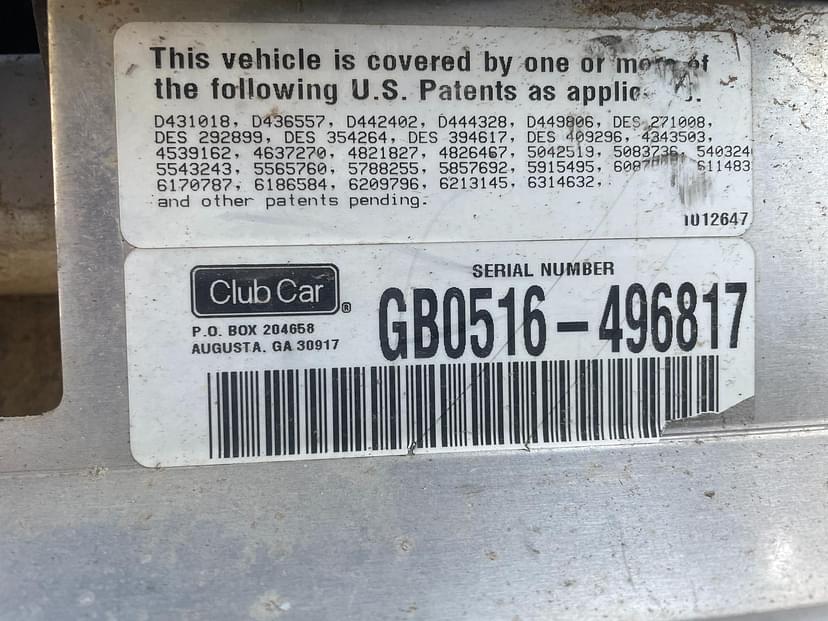 This vehicle is covered by one or more of
the following U.S. Patents as
D431018, D436557, D442402, D444328, D449806, DES 271008,
DES 292899, DES 354264, DES 394617, DES 409296, 4343503,
4539162, 4637270, 4821827, 4826467, 5042519, 5083736,
5543243, 5565760, 5788255, 5857692, 5915495,
6170787, 6186584, 6209796, 6213145, 6314632,
and other patents pending.
1012647
Club Car®
P.O. BOX 204658
AUGUSTA, GA 30917
SERIAL NUMBER
GB0516-496817